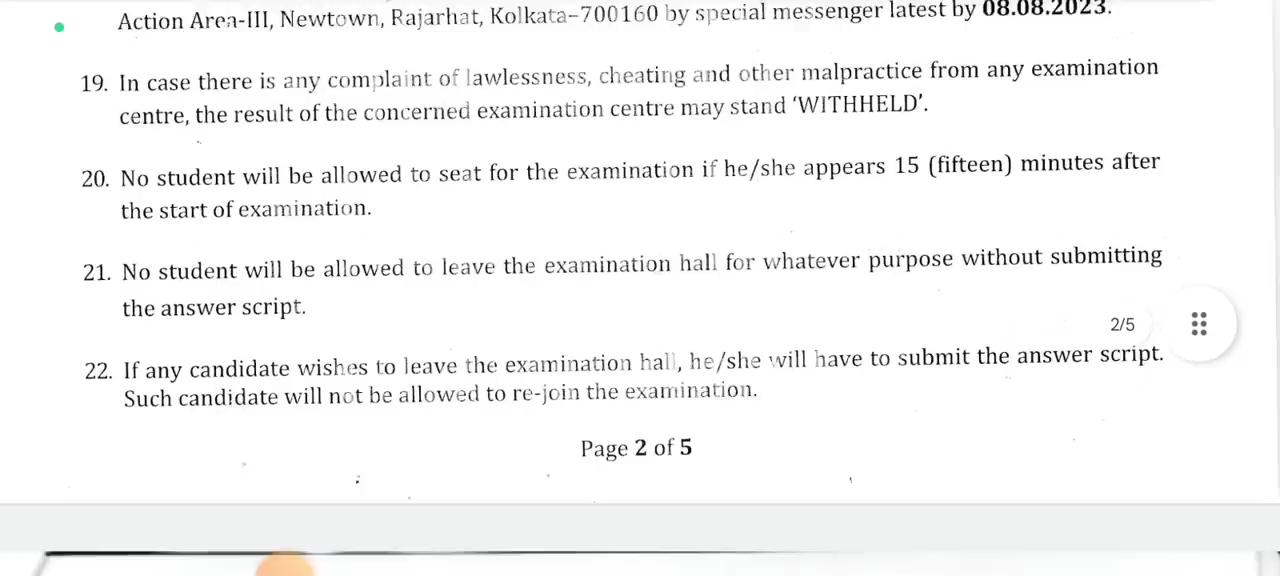 Action Area-III, Newtown, Rajarhat, Kolkata-700160 by special messenger latest by 08.08.2023.
19. In case there is any complaint of lawlessness, cheating and other malpractice from any examination
centre, the result of the concerned examination centre may stand ‘WITHHELD’.
20. No student will be allowed to seat for the examination if he/she appears 15 (fifteen) minutes after
the start of examination.
21. No student will be allowed to leave the examination hall for whatever purpose without submitting
the answer script.
2/5
22. If any candidate wishes to leave the examination hall, he/she will have to submit the answer script.
Such candidate will not be allowed to re-join the examination.
Page 2 of 5